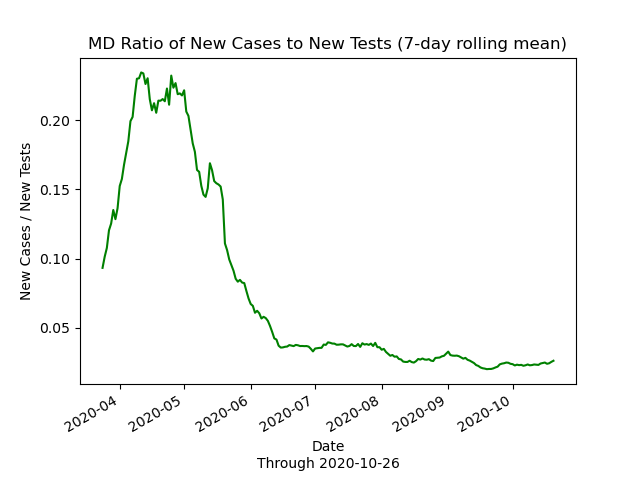 MD Ratio of New Cases to New Tests (7-day rolling mean)
New Cases / New Tests
0.20
0.15
0.10
0.05
2020-04
2020-05
2020-06
2020-07
2020-08
2020-09
2020-10
Date
Through 2020-10-26